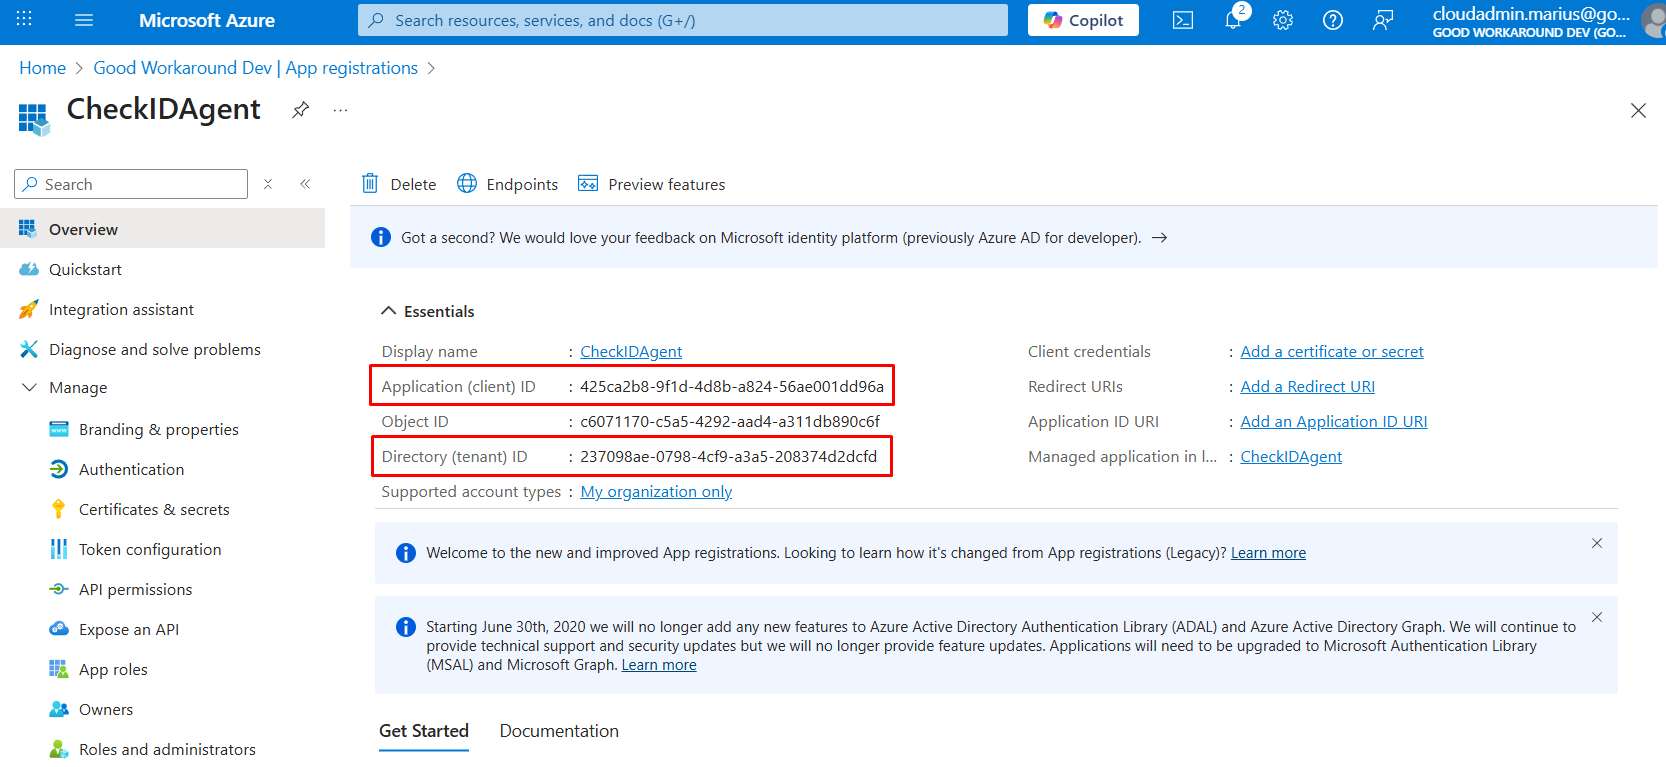 Microsoft Azure
Search resources, services, and docs (G+/)
Copilot
2
cloudadmin.marius@go...
GOOD WORKAROUND DEV (GO...
Home > Good Workaround Dev | App registrations >
CheckIDAgent
...
Search
Delete
Endpoints
Preview features
Overview
Quickstart
Integration assistant
Diagnose and solve problems
Manage
Branding & properties
Authentication
Certificates & secrets
Token configuration
API permissions
Expose an API
App roles
Owners
Roles and administrators
Got a second? We would love your feedback on Microsoft identity platform (previously Azure AD for developer). →
Essentials
Display name : CheckIDAgent
Application (client) ID : 425ca2b8-9f1d-4d8b-a824-56ae001dd96a
Object ID : c6071170-c5a5-4292-aad4-a311db890c6f
Directory (tenant) ID : 237098ae-0798-4cf9-a3a5-208374d2dcfd
Supported account types : My organization only
Client credentials : Add a certificate or secret
Redirect URIs : Add a Redirect URI
Application ID URI : Add an Application ID URI
Managed application in l... : CheckIDAgent
Welcome to the new and improved App registrations. Looking to learn how it's changed from App registrations (Legacy)? Learn more
Starting June 30th, 2020 we will no longer add any new features to Azure Active Directory Authentication Library (ADAL) and Azure Active Directory Graph. We will continue to
provide technical support and security updates but we will no longer provide feature updates. Applications will need to be upgraded to Microsoft Authentication Library
(MSAL) and Microsoft Graph. Learn more
Get Started
Documentation